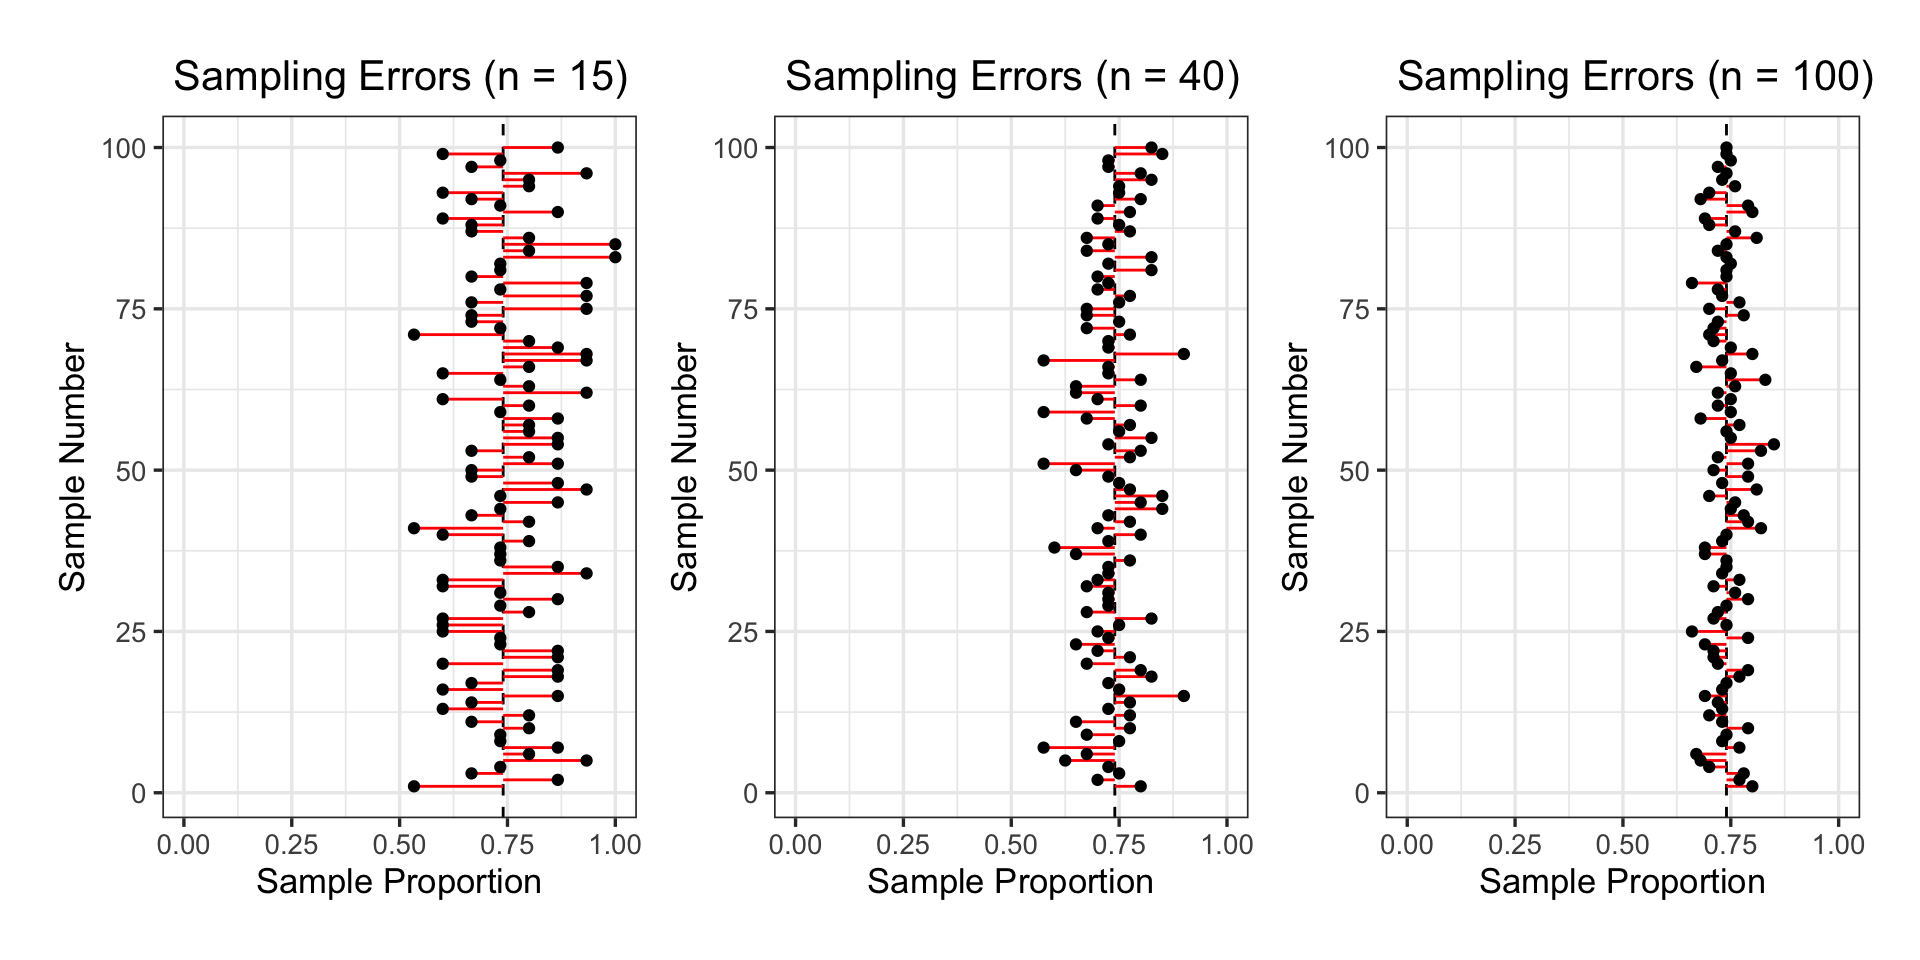 Sampling Errors (n = 15)
100
75
50
25
0
Sample Number
0.00 0.25 0.50 0.75 1.00
Sample Proportion
Sampling Errors (n = 40)
100
75
50
25
0
Sample Number
0.00 0.25 0.50 0.75 1.00
Sample Proportion
Sampling Errors (n = 100)
100
75
50
25
0
Sample Number
0.00 0.25 0.50 0.75 1.00
Sample Proportion